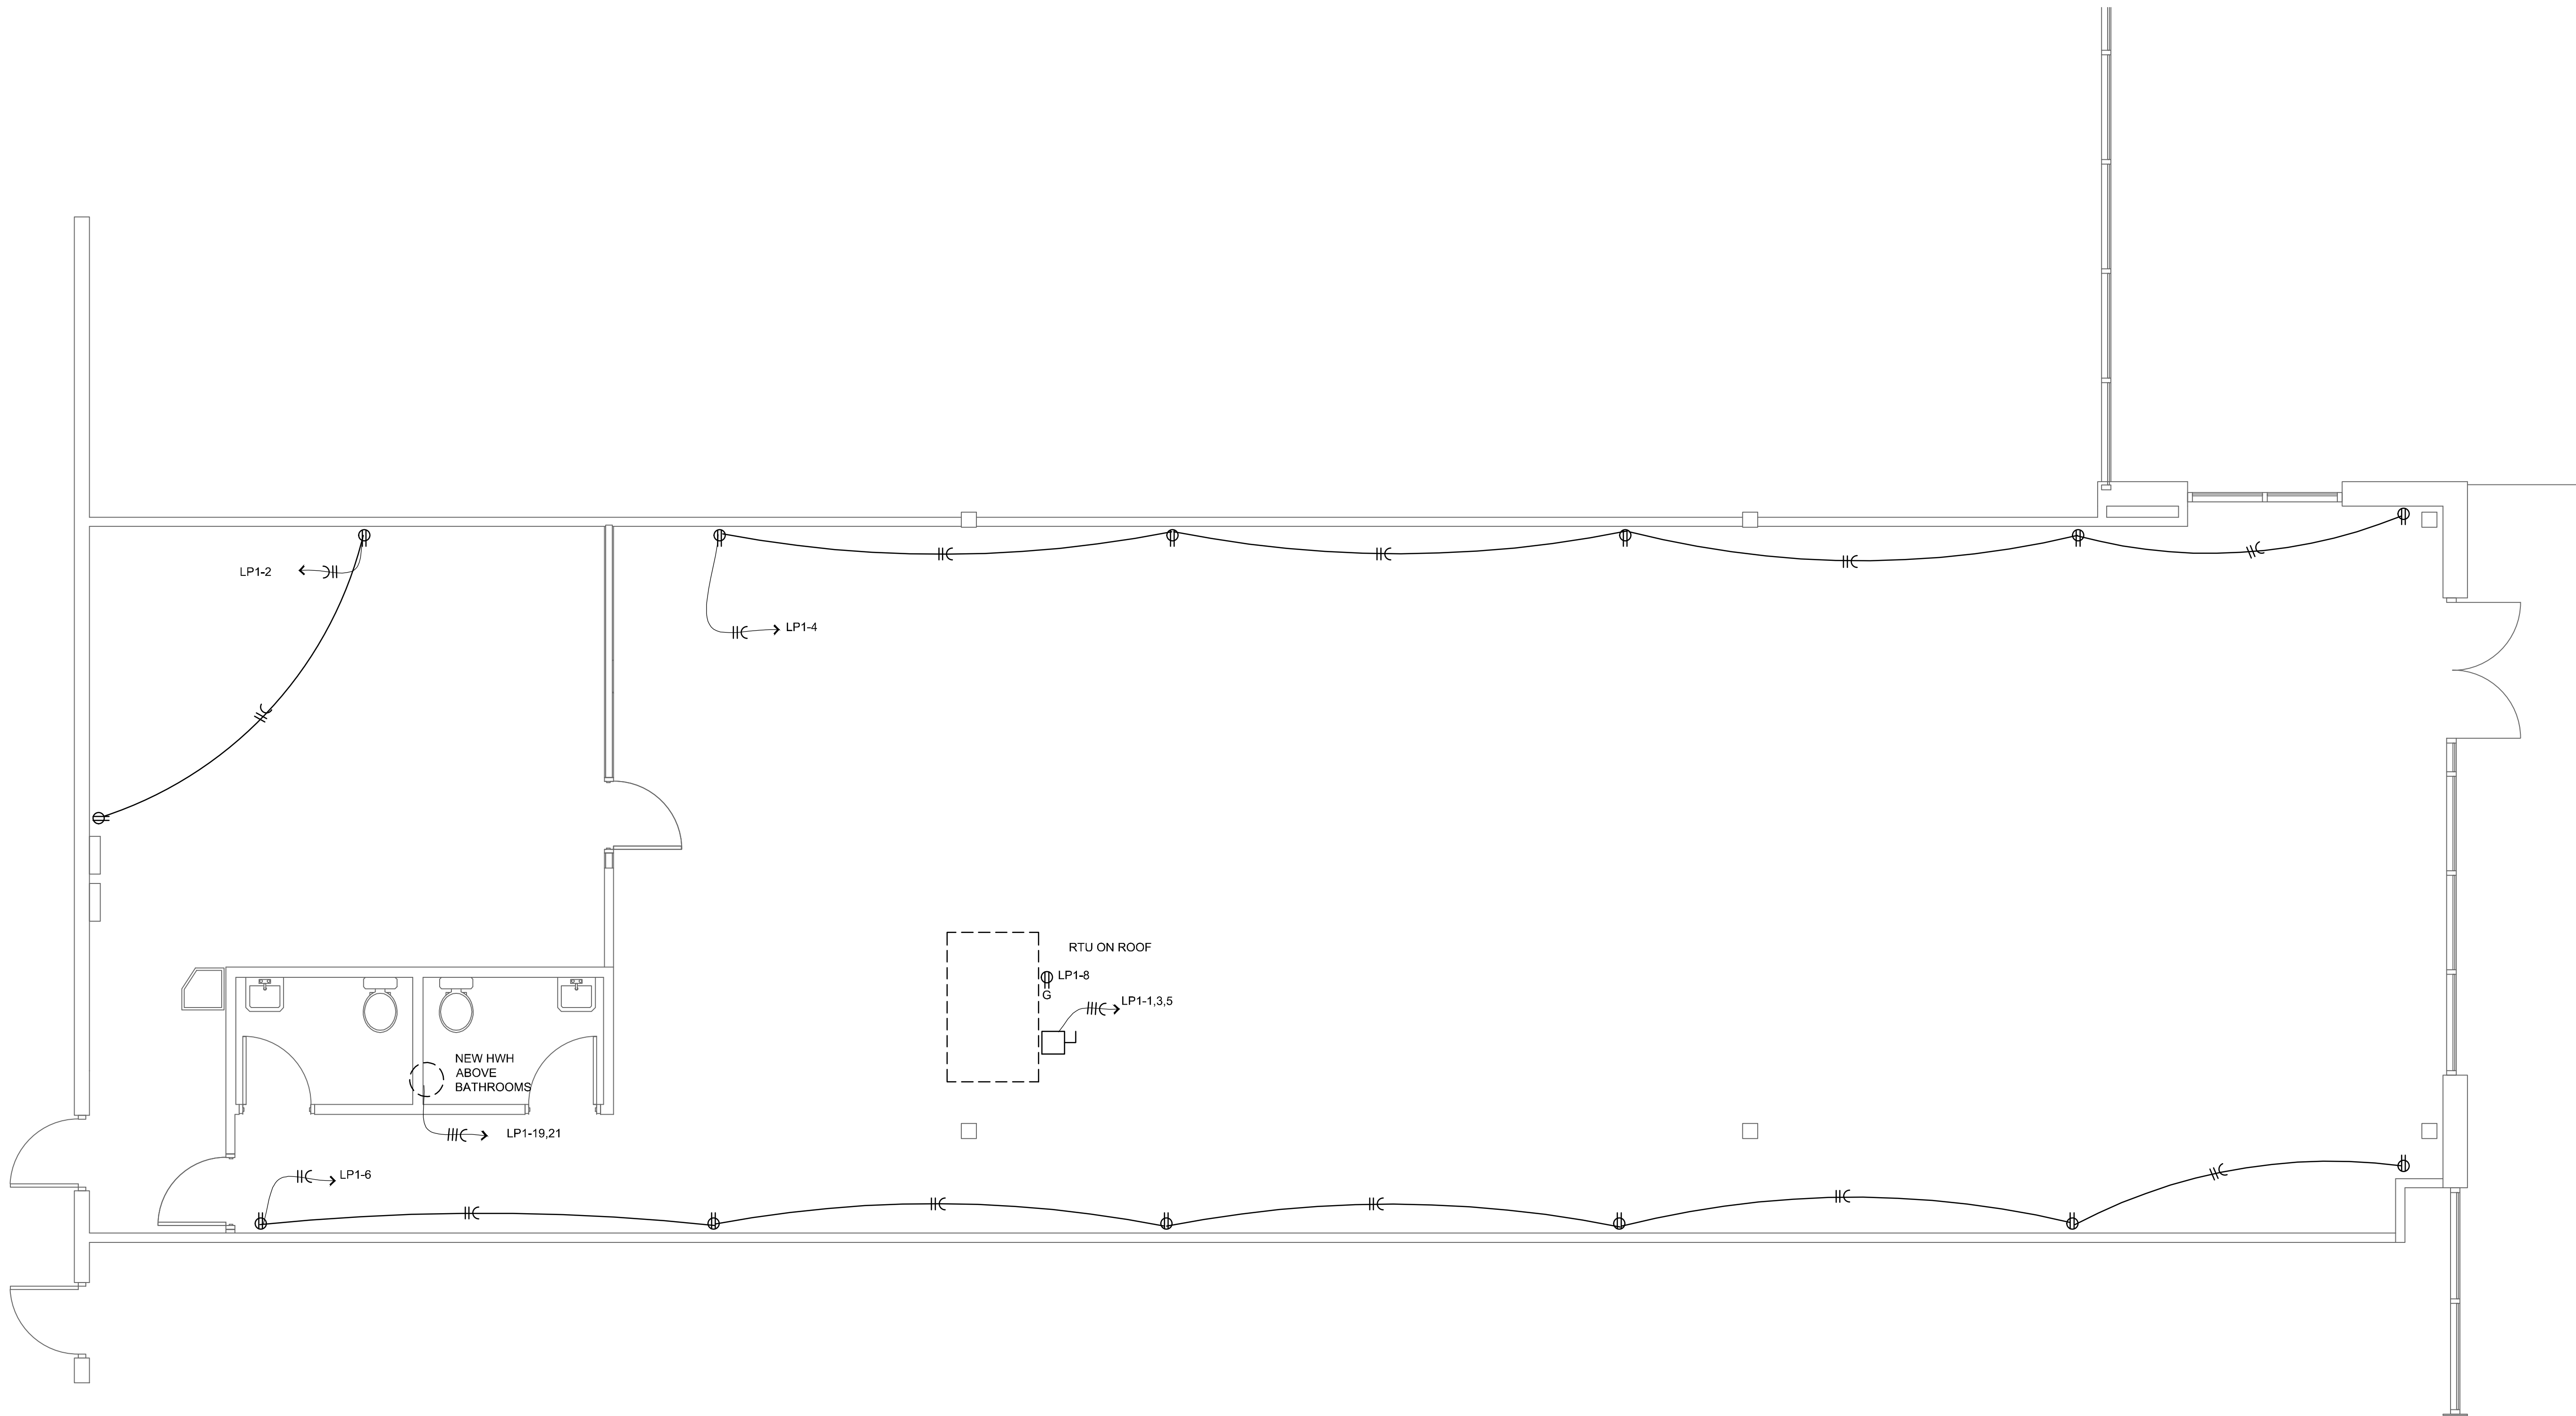 LP1-2
LP1-4
RTU ON ROOF
LP1-8
G
LP1-1,3,5
NEW HWH
ABOVE
BATHROOMS
LP1-19,21
LP1-6